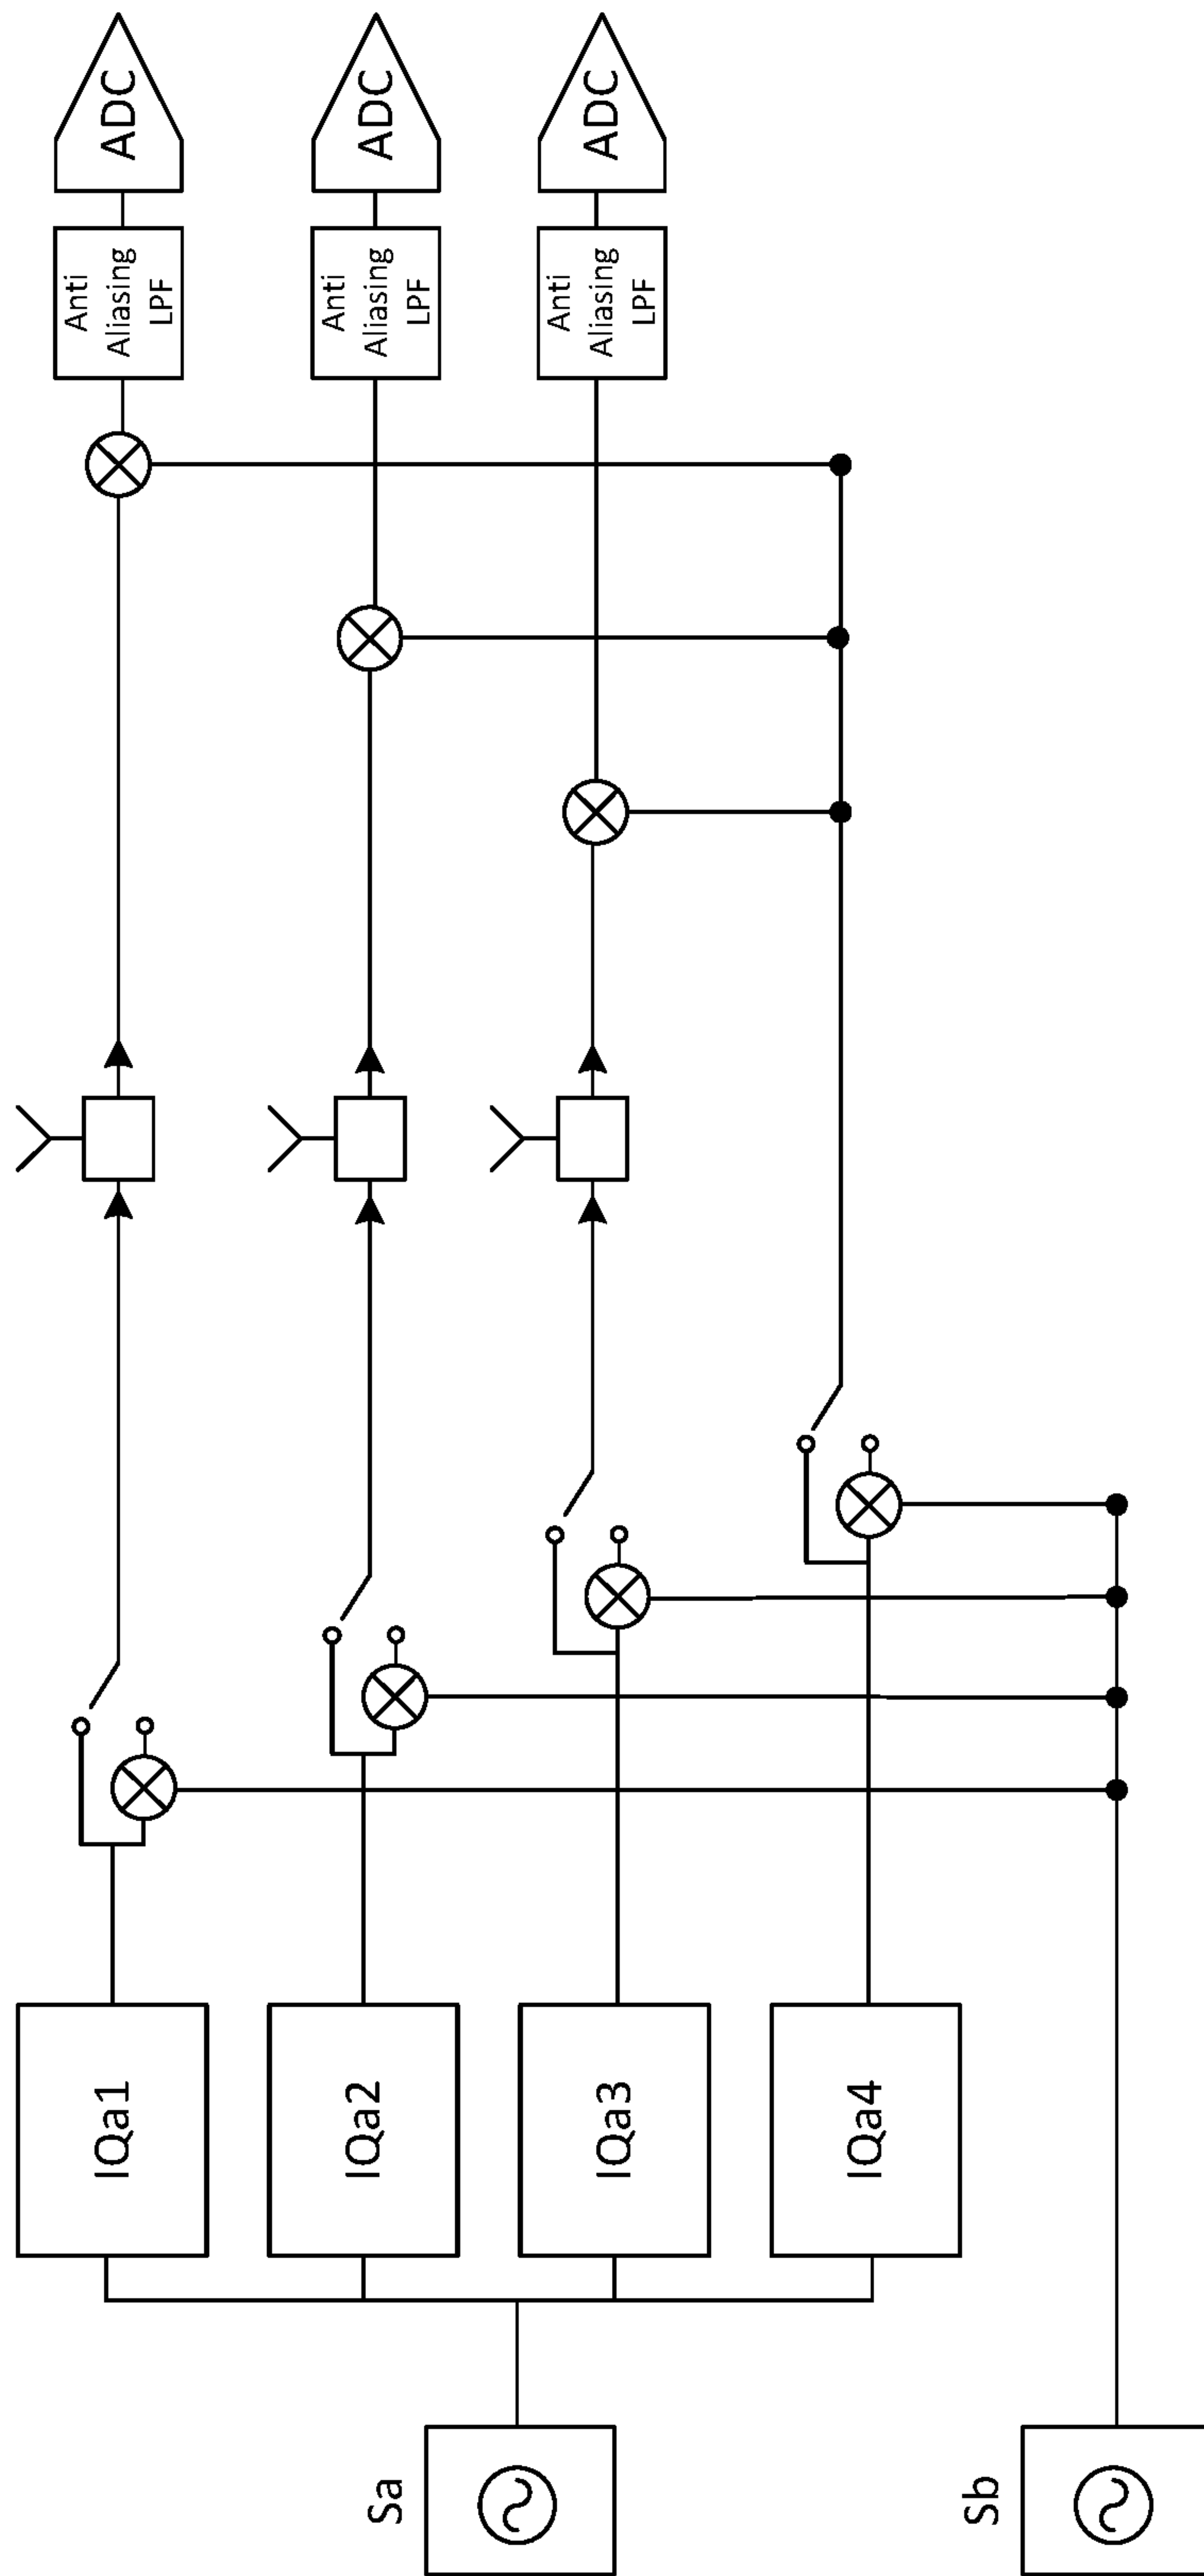 ADC
ADC
ADC
Anti
Aliasing
LPF
Anti
Aliasing
LPF
Anti
Aliasing
LPF
IQa1
IQa2
IQa3
IQa4
Sa
Sb